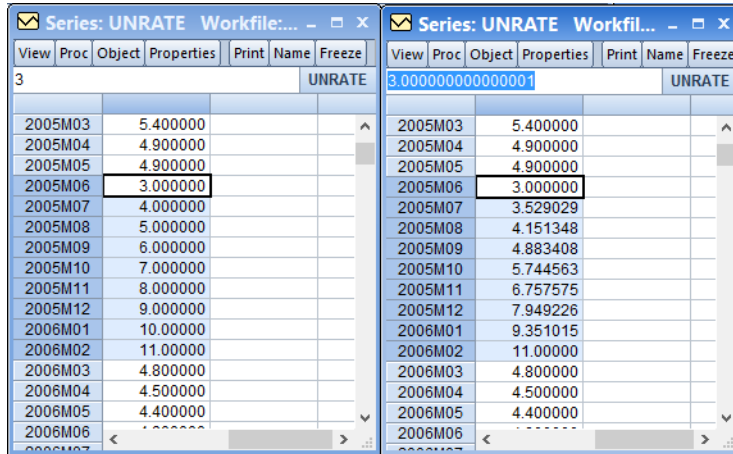 Series: UNRATE Workfile:...
View Proc Object Properties Print Name Freeze
3 UNRATE
2005M03 5.400000
2005M04 4.900000
2005M05 4.900000
2005M06 3.000000
2005M07 4.000000
2005M08 5.000000
2005M09 6.000000
2005M10 7.000000
2005M11 8.000000
2005M12 9.000000
2006M01 10.00000
2006M02 11.00000
2006M03 4.800000
2006M04 4.500000
2006M05 4.400000
2006M06
Series: UNRATE Workfil...
View Proc Object Properties Print Name Freeze
3.000000000000001 UNRATE
2005M03 5.400000
2005M04 4.900000
2005M05 4.900000
2005M06 3.000000
2005M07 3.529029
2005M08 4.151348
2005M09 4.883408
2005M10 5.744563
2005M11 6.757575
2005M12 7.949226
2006M01 9.351015
2006M02 11.00000
2006M03 4.800000
2006M04 4.500000
2006M05 4.400000
2006M06